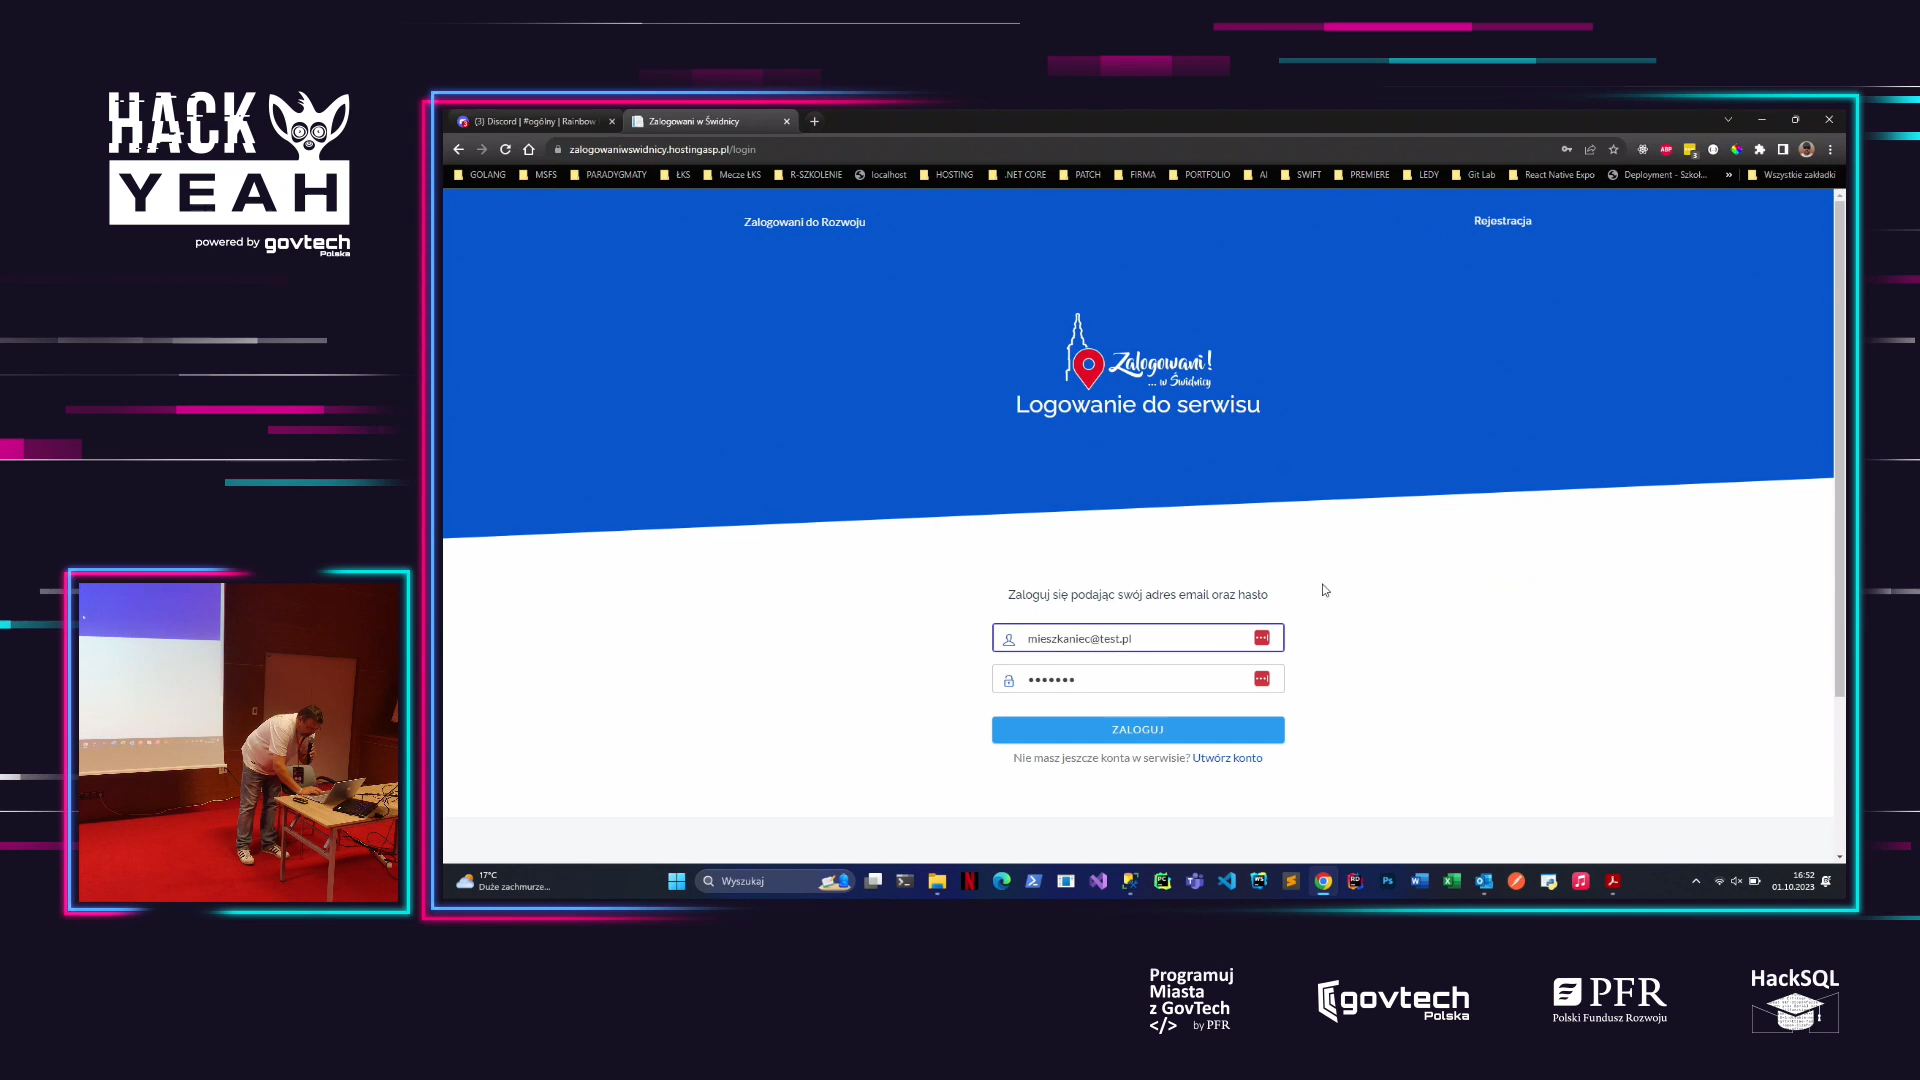 HACK
YEAH
powered by govtech
Polska
(3) Discord | #ogólny | Rainbow
Zalogowani w Świdnicy
zalogowaniwswidnicy.hostingasp.pl/login
GOLANG MSFS PARADYGMATY ŁKS Mecze ŁKS R-SZKOLENIE localhost HOSTING .NET CORE PATCH FIRMA PORTFOLIO AI SWIFT PREMIERE LEDY Git Lab React Native Expo Deployment - Szkoł... » Wszystkie zakładki
Zalogowani do Rozwoju
Rejestracja
Zalogowani!
... w Świdnicy
Logowanie do serwisu
Zaloguj się podając swój adres email oraz hasło
mieszkaniec@test.pl
•••••••
ZALOGUJ
Nie masz jeszcze konta w serwisie? Utwórz konto
17°C
Duże zachmurze...
Wyszukaj
16:52
01.10.2023
Programuj
Miasta
z GovTech
</> by PFR
govtech
Polska
PFR
Polski Fundusz Rozwoju
HackSQL